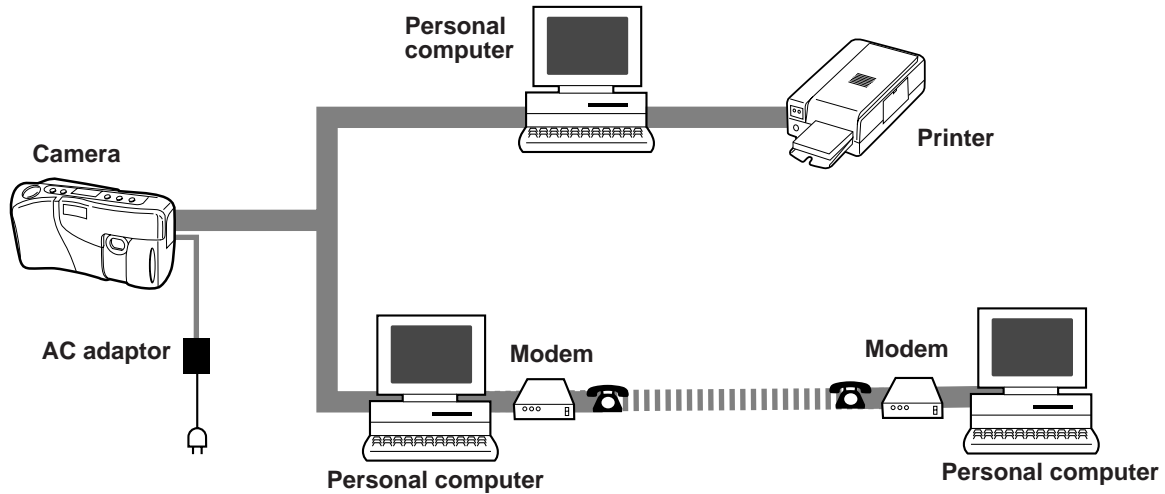 Personal
computer
Printer
Camera
AC adaptor
Modem
Modem
Personal computer
Personal computer